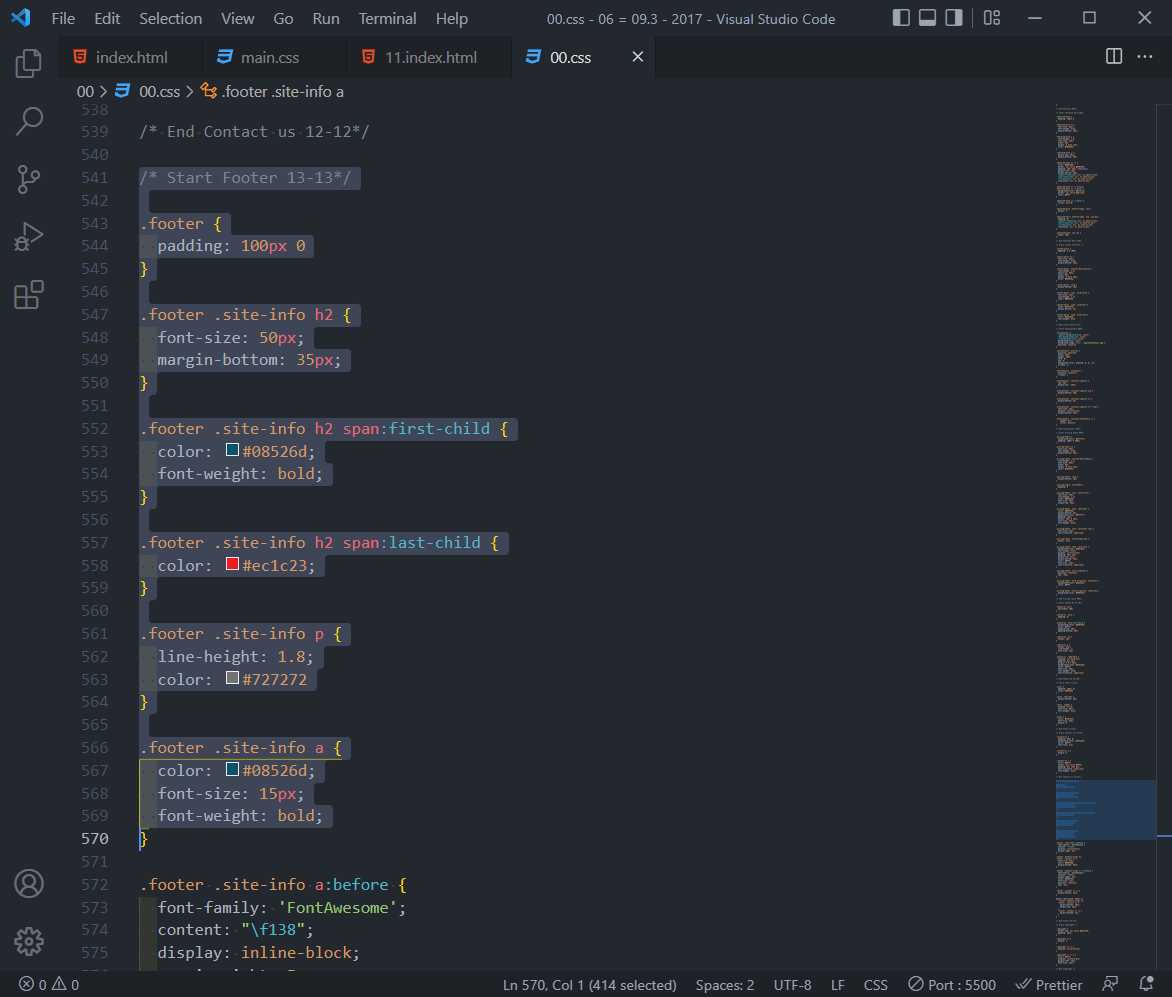 File Edit Selection View Go Run Terminal Help 00.css - 06 = 09.3 - 2017 - Visual Studio Code
index.html main.css 11.index.html 00.css
00 > 00.css > .footer .site-info a
538
539 /* End Contact us 12-12*/
540
541 /* Start Footer 13-13*/
542
543 .footer {
544 padding: 100px 0
545 }
546
547 .footer .site-info h2 {
548 font-size: 50px;
549 margin-bottom: 35px;
550 }
551
552 .footer .site-info h2 span:first-child {
553 color: #08526d;
554 font-weight: bold;
555 }
556
557 .footer .site-info h2 span:last-child {
558 color: #ec1c23;
559 }
560
561 .footer .site-info p {
562 line-height: 1.8;
563 color: #727272
564 }
565
566 .footer .site-info a {
567 color: #08526d;
568 font-size: 15px;
569 font-weight: bold;
570 }
571
572 .footer .site-info a:before {
573 font-family: 'FontAwesome';
574 content: "\f138";
575 display: inline-block;
0 0 Ln 570, Col 1 (414 selected) Spaces: 2 UTF-8 LF CSS Port : 5500 Prettier